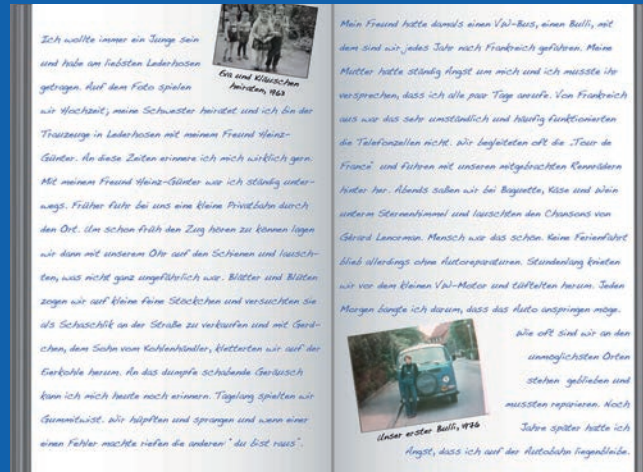 Ich wollte immer ein Junge sein
und habe am liebsten Lederhosen
getragen. Auf dem Foto spielen
wir Hochzeit, meine Schwester heiratet und ich bin der
Trauzeuge in Lederhosen mit meinem Freund Heinz-
Günter. An diese Zeiten erinnere ich mich wirklich gern.
Mit meinem Freund Heinz-Günter war ich ständig unter-
wegs. Früher fuhr bei uns eine kleine Privatbahn durch
den Ort. Um schon früh den Zug hören zu können lagen
wir dann mit unserem Ohr auf den Schienen und lausch-
ten, was nicht ganz ungefährlich war. Blätter und Blüten
zogen wir auf kleine feine Stöckchen und versuchten sie
als Schaschlik an der Straße zu verkaufen und mit Gerd-
chen, dem Sohn vom Kohlenhändler, kletterten wir auf der
Eierkohle herum. An das dumpfe schabende Geräusch
kann ich mich heute noch erinnern. Tagelang spielten wir
Gummitwist. Wir hüpften und sprangen und wenn einer
einen Fehler machte riefen die anderen: "du bist raus".
Eva und Kläuschen
heiraten, 1963
Mein Freund hatte damals einen VW-Bus, einen Bulli, mit
dem sind wir jedes Jahr nach Frankreich gefahren. Meine
Mutter hatte ständig Angst um mich und ich musste ihr
versprechen, dass ich alle paar Tage anrufe. Von Frankreich
aus war das sehr umständlich und häufig funktionierten
die Telefonzellen nicht. Wir begleiteten oft die „Tour de
France" und fuhren mit unseren mitgebrachten Rennrädern
hinter her. Abends saßen wir bei Baguette, Käse und Wein
unterm Sternenhimmel und lauschten den Chansons von
Gérard Lenorman. Mensch war das schön. Keine Ferienfahrt
blieb allerdings ohne Autoreparaturen. Stundenlang knieten
wir vor dem kleinen VW-Motor und tüftelten herum. Jeden
Morgen bangte ich darum, dass das Auto anspringen möge.
Wie oft sind wir an den
unmöglichsten Orten
stehen geblieben und
mussten reparieren. Noch
Jahre später hatte ich
Angst, dass ich auf der Autobahn liegenbleibe.
Unser erster Bulli, 1976